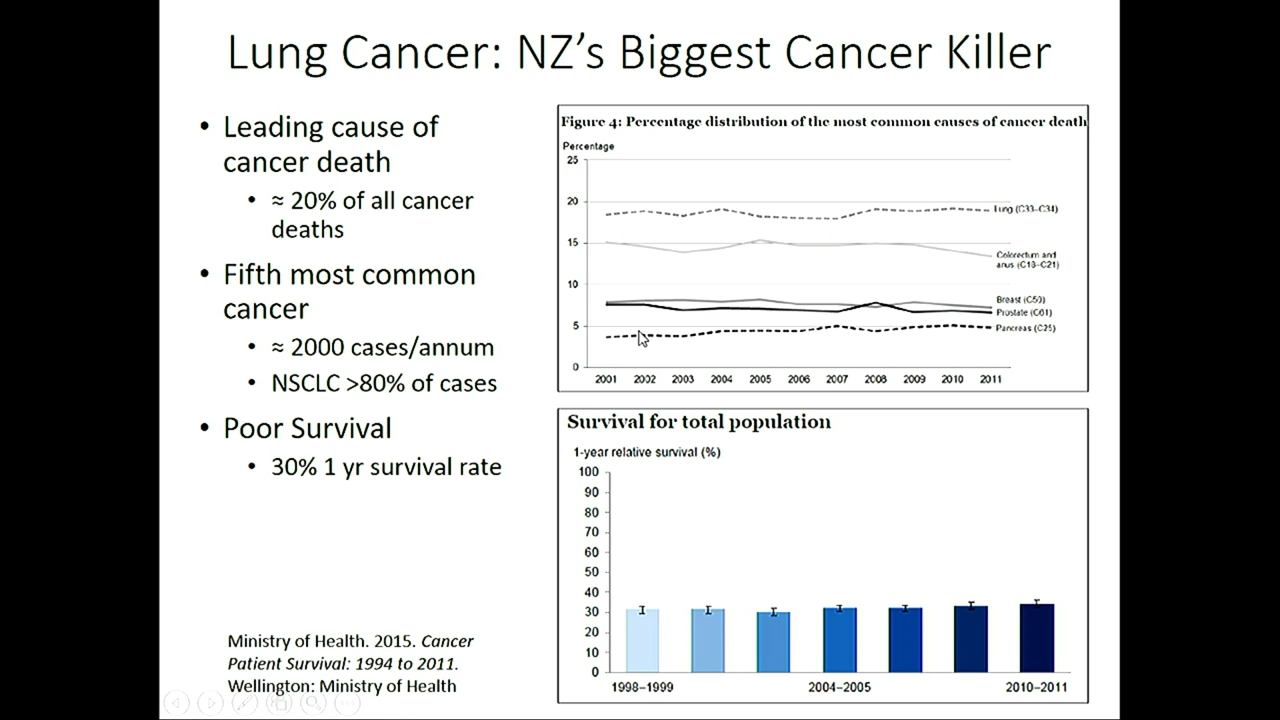 Lung Cancer: NZ's Biggest Cancer Killer
• Leading cause of
cancer death
• ≈ 20% of all cancer
deaths
• Fifth most common
cancer
• ≈ 2000 cases/annum
• NSCLC >80% of cases
• Poor Survival
• 30% 1 yr survival rate
Ministry of Health. 2015. Cancer
Patient Survival: 1994 to 2011.
Wellington: Ministry of Health
Figure 4: Percentage distribution of the most common causes of cancer death
Percentage
25
20
15
10
5
0
Lung (C33–C34)
Colorectum and
anus (C18–C21)
Breast (C50)
Prostate (C61)
Pancreas (C25)
2001 2002 2003 2004 2005 2006 2007 2008 2009 2010 2011
Survival for total population
1-year relative survival (%)
100
90
80
70
60
50
40
30
20
10
0
1998–1999 2004–2005 2010–2011